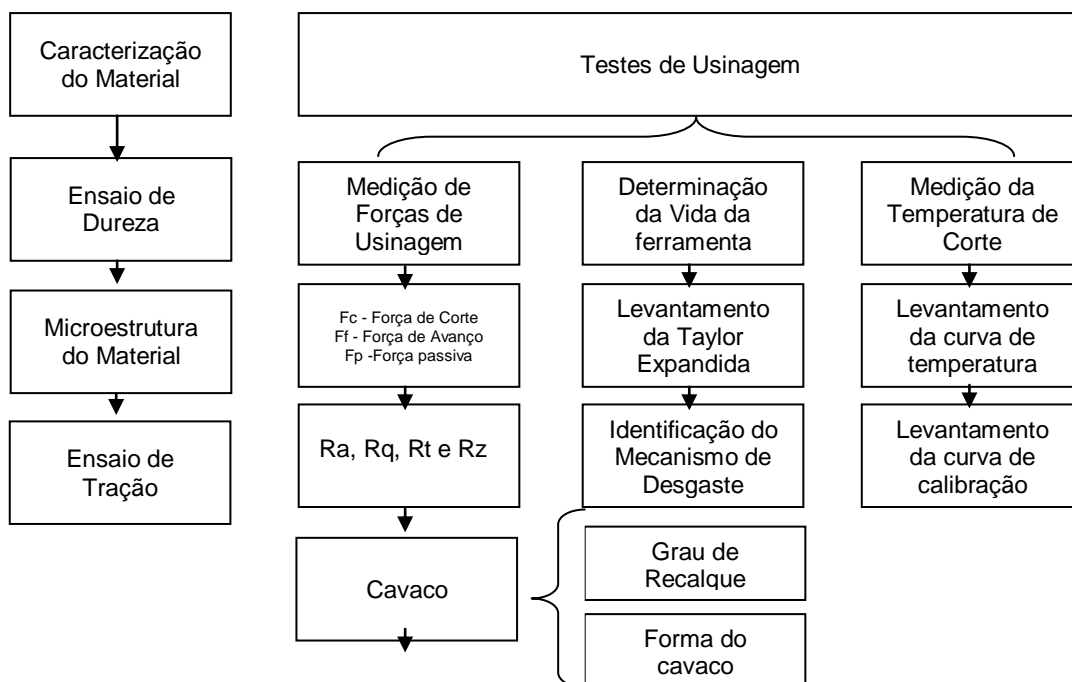 Caracterização
do Material
Testes de Usinagem
Ensaio de
Dureza
Medição de
Forças de
Usinagem
Determinação
da Vida da
ferramenta
Medição da
Temperatura de
Corte
Microestrutura
do Material
Fc - Força de Corte
Ff - Força de Avanço
Fp -Força passiva
Levantamento
da Taylor
Expandida
Levantamento
da curva de
temperatura
Ensaio de
Tração
Ra, Rq, Rt e Rz
Identificação do
Mecanismo de
Desgaste
Levantamento
da curva de
calibração
Cavaco
Grau de
Recalque
Forma do
cavaco